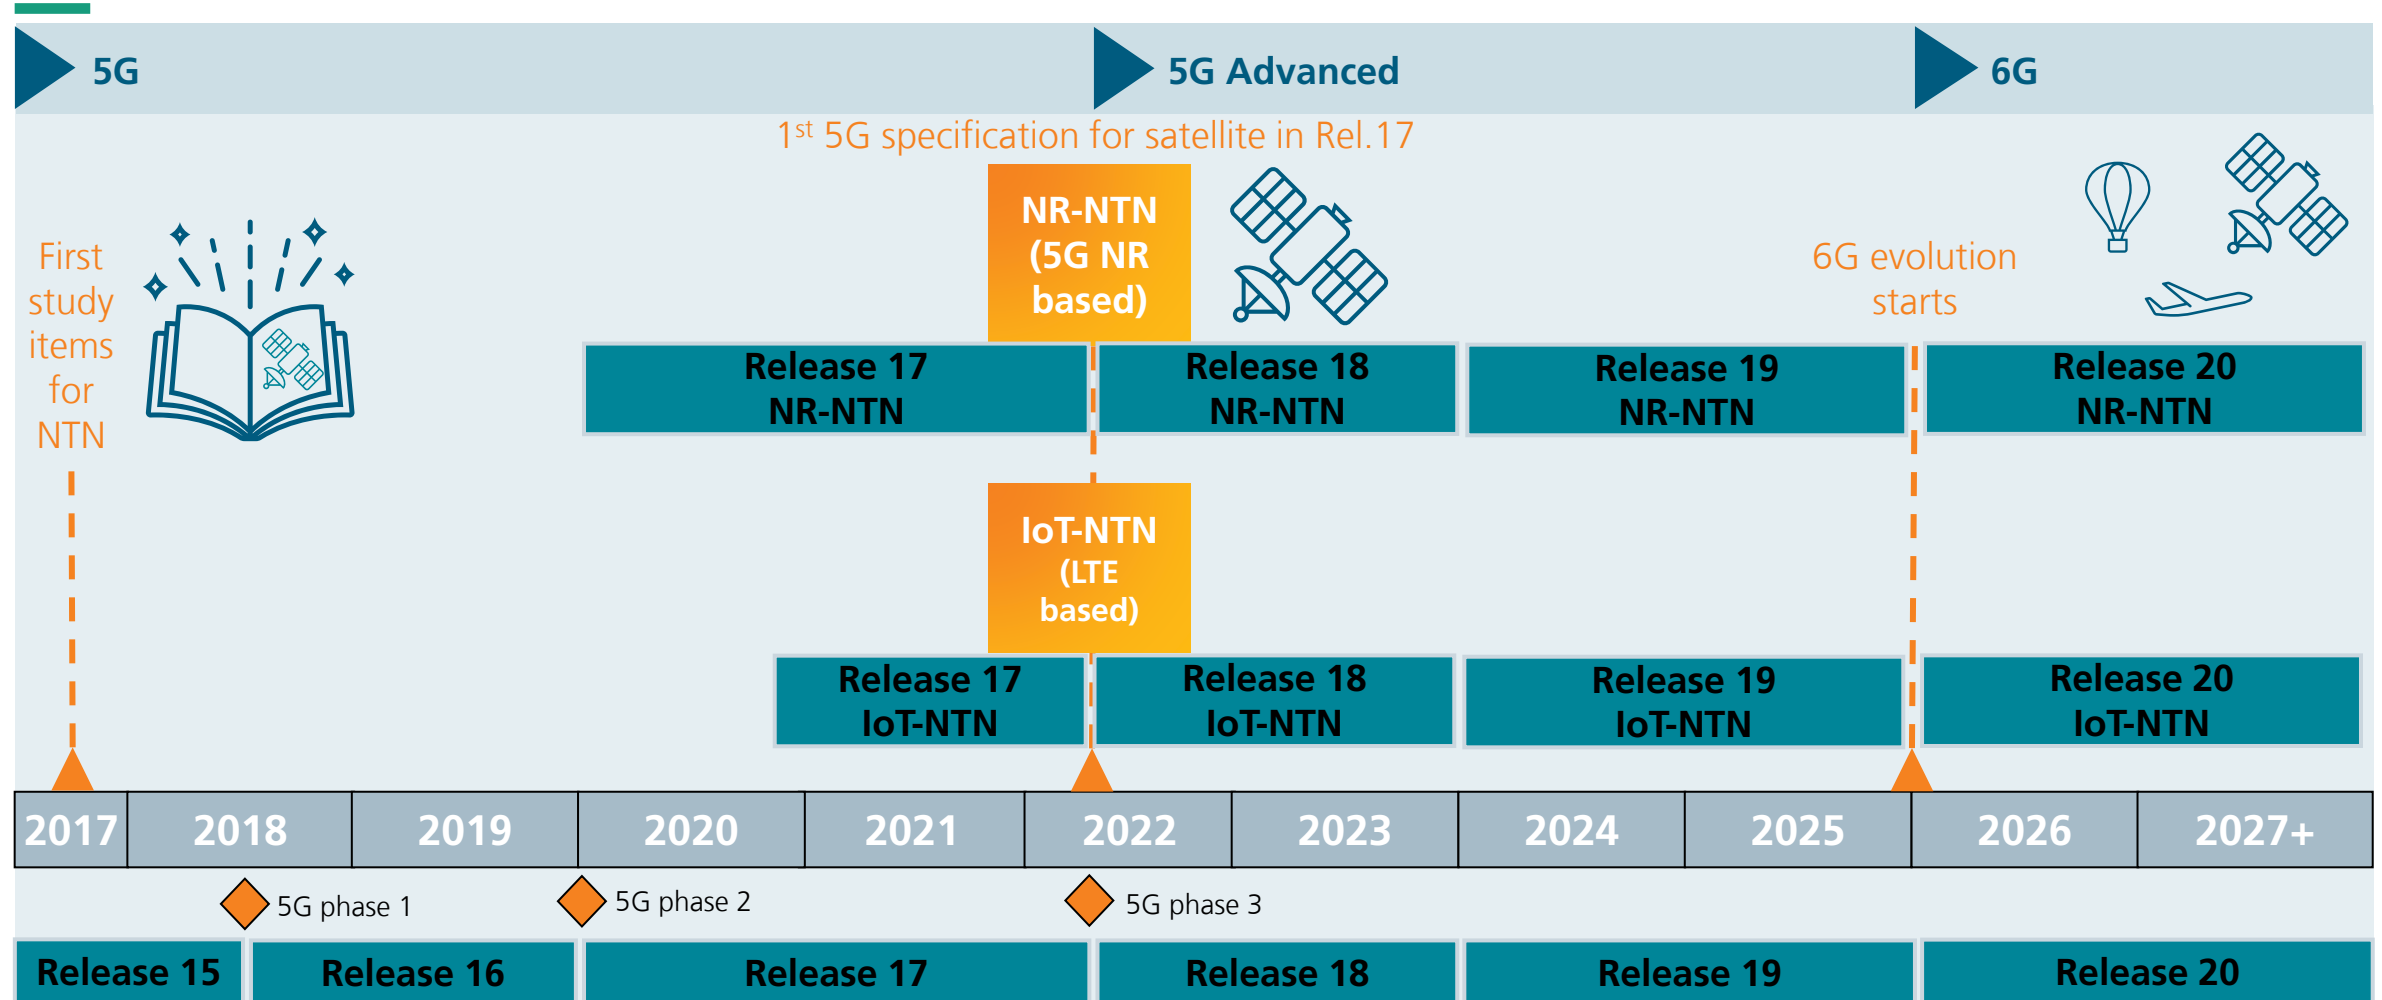 5G
5G Advanced
6G
1st 5G specification for satellite in Rel.17
First
study
items
for
NTN
NR-NTN
(5G NR
based)
6G evolution
starts
Release 17
NR-NTN
Release 18
NR-NTN
Release 19
NR-NTN
Release 20
NR-NTN
IoT-NTN
(LTE
based)
Release 17
IoT-NTN
Release 18
IoT-NTN
Release 19
IoT-NTN
Release 20
IoT-NTN
2017
2018
2019
2020
2021
2022
2023
2024
2025
2026
2027+
5G phase 1
5G phase 2
5G phase 3
Release 15
Release 16
Release 17
Release 18
Release 19
Release 20